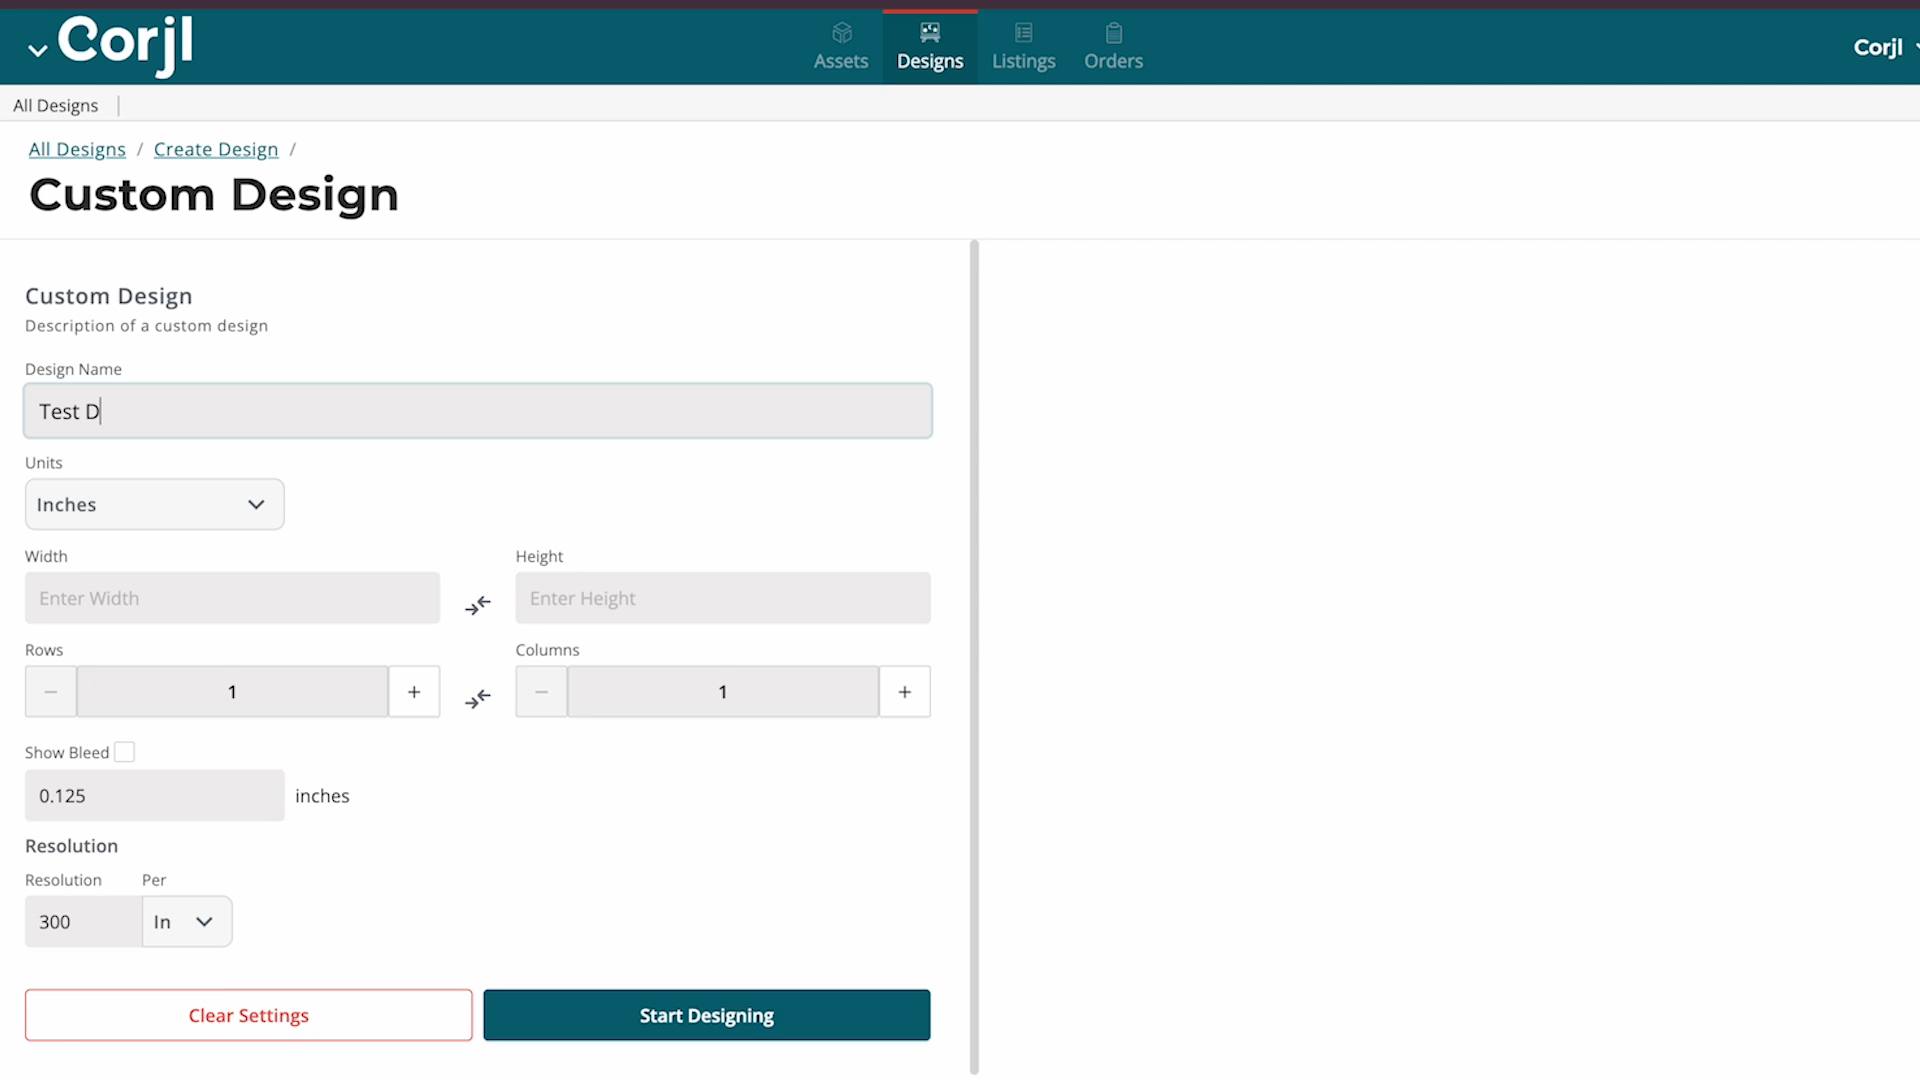 Corjl
Assets
Designs
Listings
Orders
Corjl
All Designs
All Designs / Create Design /
Custom Design
Custom Design
Description of a custom design
Design Name
Test D
Units
Inches
Width
Height
Enter Width
Enter Height
Rows
Columns
− 1 +
− 1 +
Show Bleed
0.125 inches
Resolution
Resolution Per
300 In
Clear Settings
Start Designing